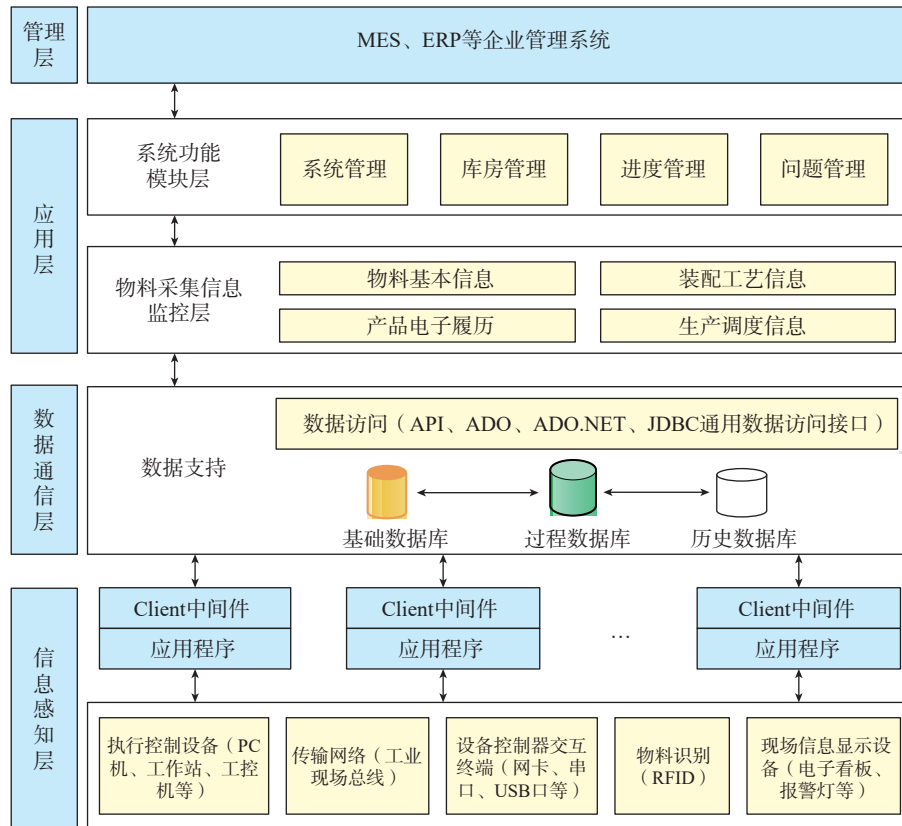 管理
层
MES、ERP等企业管理系统
应
用
层
系统功能
模块层
系统管理
库房管理
进度管理
问题管理
物料采集信息
监控层
物料基本信息
装配工艺信息
产品电子履历
生产调度信息
数
据
通
信
层
数据支持
数据访问（API、ADO、ADO.NET、JDBC通用数据访问接口）
基础数据库
过程数据库
历史数据库
信
息
感
知
层
Client中间件
应用程序
Client中间件
应用程序
…
Client中间件
应用程序
执行控制设备（PC
机、工作站、工控
机等）
传输网络（工业
现场总线）
设备控制器交互
终端（网卡、串
口、USB口等）
物料识别
(RFID)
现场信息显示设
备（电子看板、
报警灯等）